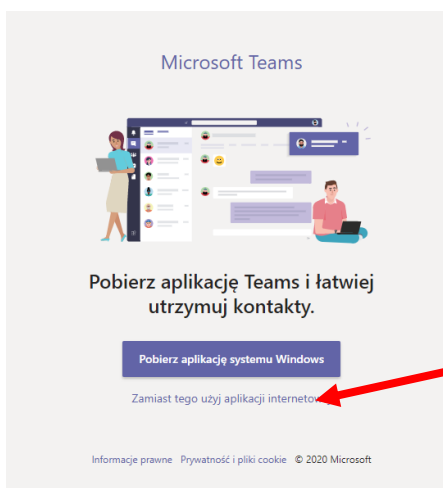 Microsoft Teams
Pobierz aplikację Teams i łatwiej
utrzymuj kontakty.
Pobierz aplikację systemu Windows
Zamiast tego użyj aplikacji
Informacje prawne Prywatność i pliki cookie © 2020 Microsoft